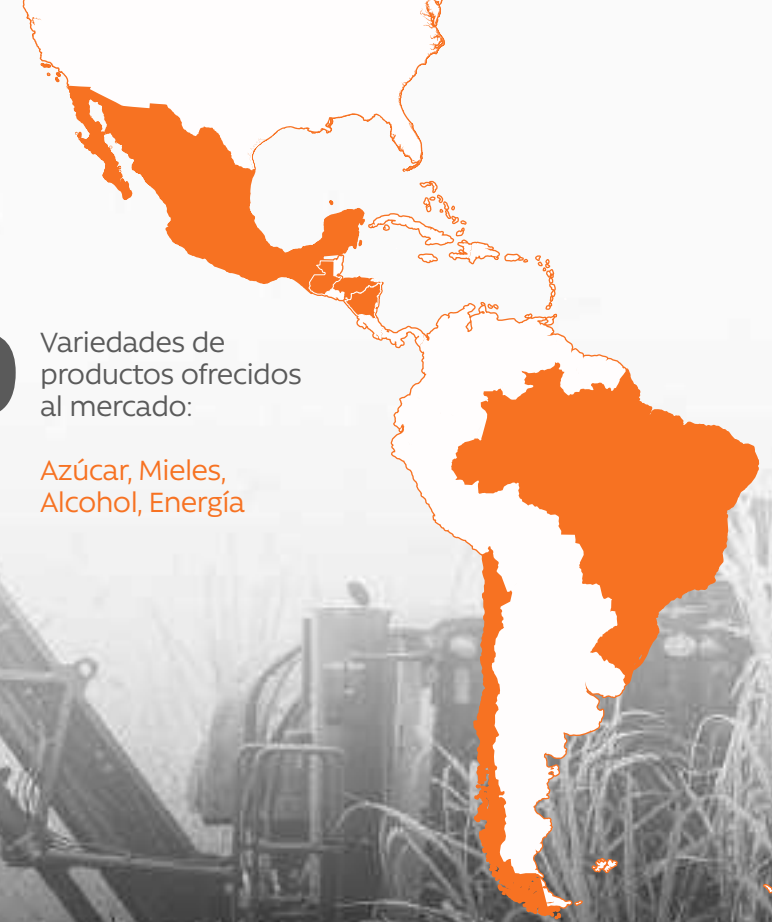 Variedades de
productos ofrecidos
al mercado:
Azúcar, Mieles,
Alcohol, Energía